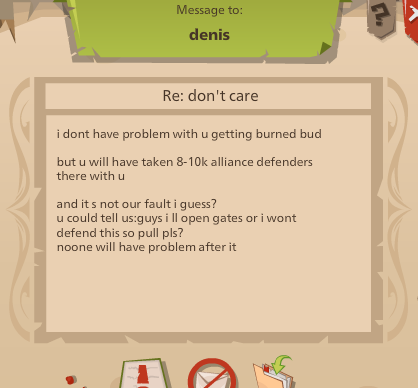 Message to:
denis
Re: don't care
i dont have problem with u getting burned bud
but u will have taken 8-10k alliance defenders
there with u
and it s not our fault i guess?
u could tell us:guys i ll open gates or i wont
defend this so pull pls?
noone will have problem after it